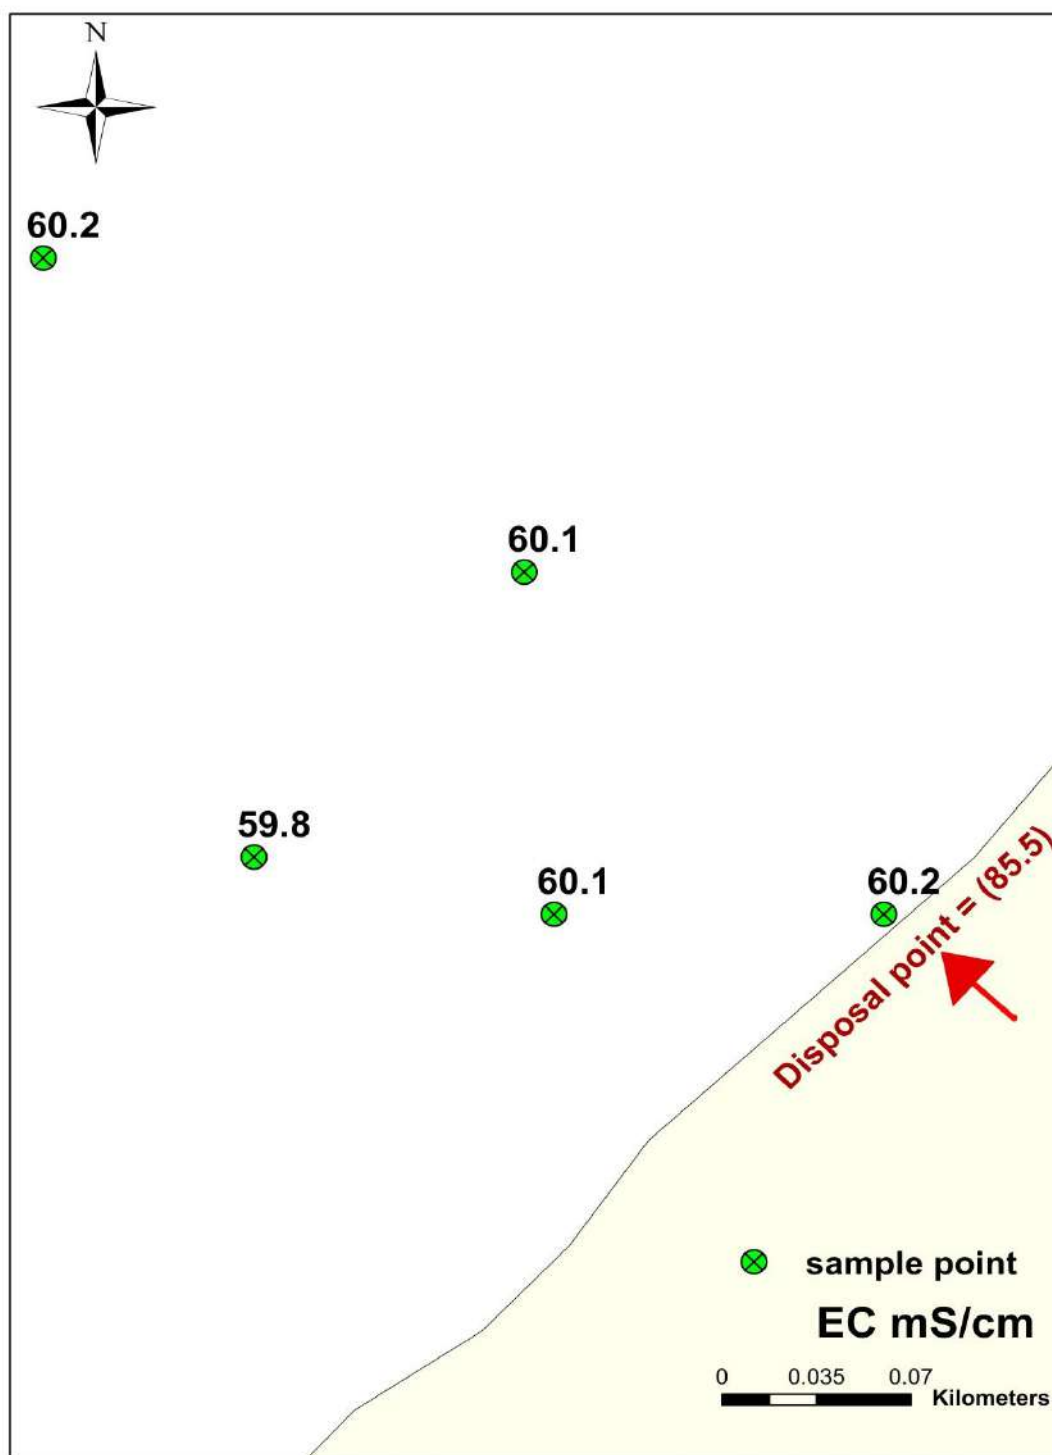 N
60.2
60.1
59.8
60.1
60.2
Disposal point = (85.5)
sample point
EC mS/cm
0 0.035 0.07
Kilometers